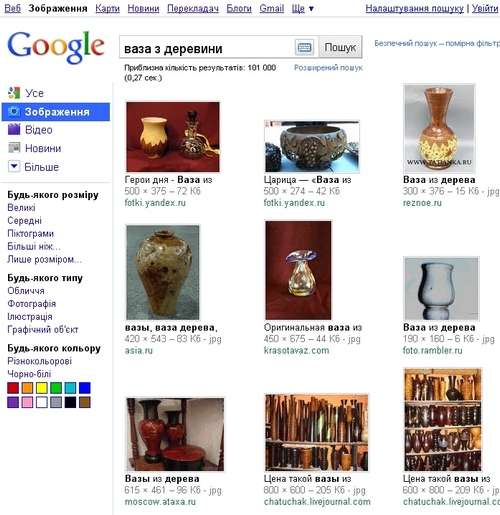 Веб Зображення Карти Новини Перекладач Блоги Gmail Ще ▼
Налаштування пошуку | Увійти
Google
ваза з деревини
Пошук
Безпечний пошук – помірна фільтр
Приблизна кількість результатів: 101 000
(0,27 сек.)
Розширений пошук
Усе
Зображення
Відео
Новини
Більше
Будь-якого розміру
Великі
Середні
Піктограми
Більші ніж...
Лише розміром...
Будь-якого типу
Обличчя
Фотографія
Ілюстрація
Графічний об'єкт
Будь-якого кольору
Різнокольорові
Чорно-білі
Герои дня - Ваза из
500 × 375 – 72 Кб
fotki.yandex.ru
Царица — «Ваза из
500 × 274 – 42 Кб
fotki.yandex.ru
WWW.TATIANKA.RU
Ваза из дерева
300 × 376 – 15 Кб - jpg
reznoe.ru
вазы, ваза дерева,
420 × 543 – 83 Кб - jpg
asia.ru
Оригинальная ваза из
450 × 675 – 44 Кб - jpg
krasotavaz.com
Ваза из дерева
190 × 160 – 6 Кб - jpg
foto.rambler.ru
Вазы из дерева
615 × 461 – 96 Кб - jpg
moscow.ataxa.ru
Цена такой вазы из
800 × 600 – 205 Кб - jpg
chatuchak.livejournal.com
Цена такой вазы из
600 × 800 – 209 Кб - jpg
chatuchak.livejournal.com